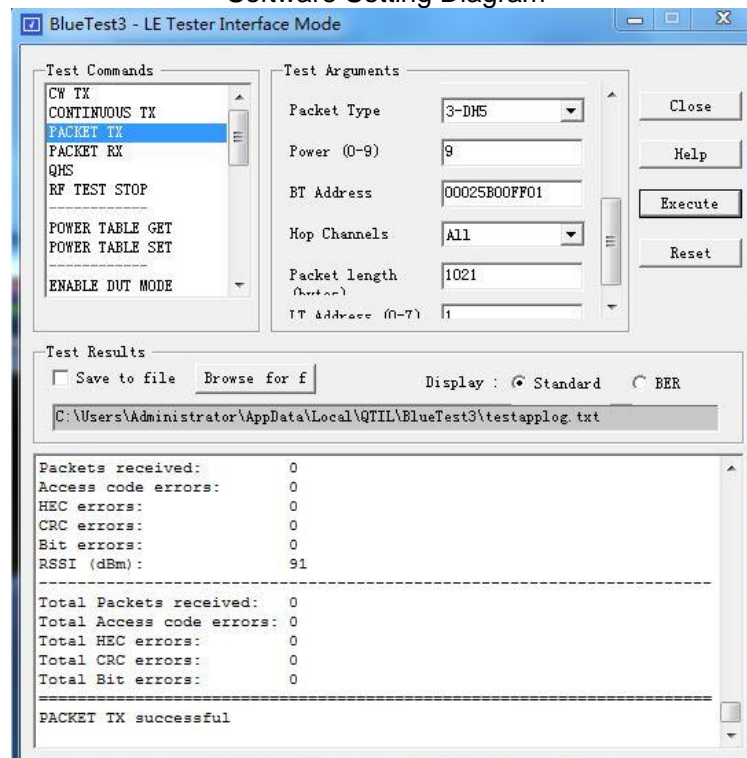 Software Setting Diagram
BlueTest3 - LE Tester Interface Mode
Test Commands
CW TX
CONTINUOUS TX
PACKET TX
PACKET RX
QHS
RF TEST STOP
------------
POWER TABLE GET
POWER TABLE SET
------------
ENABLE DUT MODE
Test Arguments
Packet Type 3-DH5
Power (0-9) 9
BT Address 00025B00FF01
Hop Channels All
Packet length 1021
(bytes)
LT Address (0-7) 1
Close
Help
Execute
Reset
Test Results
Save to file Browse for f Display : Standard BER
C:\Users\Administrator\AppData\Local\QTIL\BlueTest3\testapplog.txt
Packets received: 0
Access code errors: 0
HEC errors: 0
CRC errors: 0
Bit errors: 0
RSSI (dBm): 91
Total Packets received: 0
Total Access code errors: 0
Total HEC errors: 0
Total CRC errors: 0
Total Bit errors: 0
PACKET TX successful